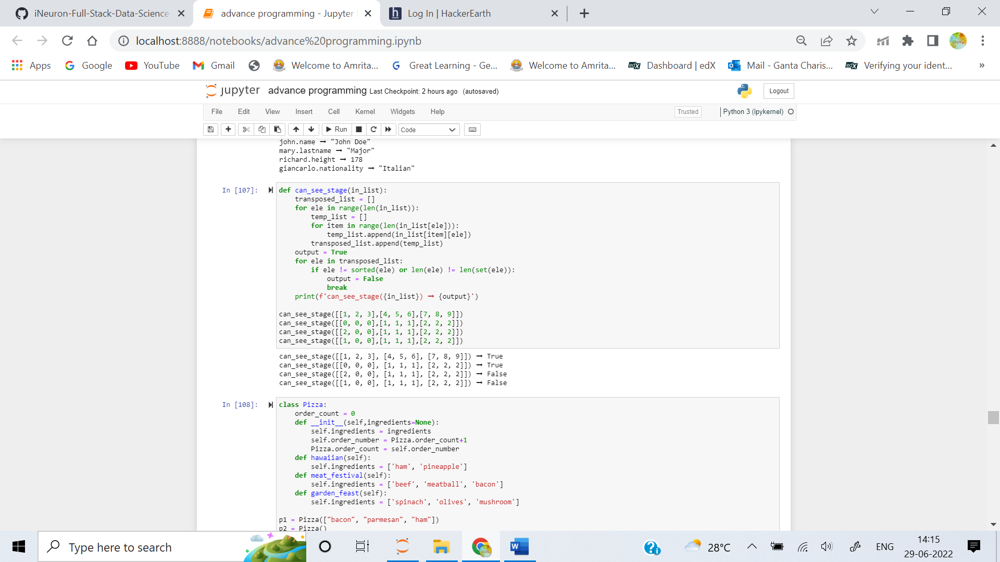 iNeuron-Full-Stack-Data-Science
advance programming - Jupyter
Log In | HackerEarth
localhost:8888/notebooks/advance%20programming.ipynb
Apps
Google
YouTube
Gmail
Welcome to Amrita...
Great Learning - Ge...
Welcome to Amrita...
edX Dashboard | edX
Mail - Ganta Charis...
edX Verifying your ident...
»
jupyter advance programming Last Checkpoint: 2 hours ago (autosaved)
Logout
File Edit View Insert Cell Kernel Widgets Help
Trusted
Python 3 (ipykernel)
Run
Code
john.name ➞ "John Doe"
mary.lastname ➞ "Major"
richard.height ➞ 178
giancarlo.nationality ➞ "Italian"
In [107]:
def can_see_stage(in_list):
    transposed_list = []
    for ele in range(len(in_list)):
        temp_list = []
        for item in range(len(in_list[ele])):
            temp_list.append(in_list[item][ele])
        transposed_list.append(temp_list)
    output = True
    for ele in transposed_list:
        if ele != sorted(ele) or len(ele) != len(set(ele)):
            output = False
            break
    print(f'can_see_stage({in_list}) ➞ {output}')
can_see_stage([[1, 2, 3],[4, 5, 6],[7, 8, 9]])
can_see_stage([[0, 0, 0],[1, 1, 1],[2, 2, 2]])
can_see_stage([[2, 0, 0],[1, 1, 1],[2, 2, 2]])
can_see_stage([[1, 0, 0],[1, 1, 1],[2, 2, 2]])
can_see_stage([[1, 2, 3], [4, 5, 6], [7, 8, 9]]) ➞ True
can_see_stage([[0, 0, 0], [1, 1, 1], [2, 2, 2]]) ➞ True
can_see_stage([[2, 0, 0], [1, 1, 1], [2, 2, 2]]) ➞ False
can_see_stage([[1, 0, 0], [1, 1, 1], [2, 2, 2]]) ➞ False
In [108]:
class Pizza:
    order_count = 0
    def __init__(self,ingredients=None):
        self.ingredients = ingredients
        self.order_number = Pizza.order_count+1
        Pizza.order_count = self.order_number
    def hawaiian(self):
        self.ingredients = ['ham', 'pineapple']
    def meat_festival(self):
        self.ingredients = ['beef', 'meatball', 'bacon']
    def garden_feast(self):
        self.ingredients = ['spinach', 'olives', 'mushroom']
p1 = Pizza(["bacon", "parmesan", "ham"])
p2 = Pizza()
Type here to search
28°C
ENG
14:15
29-06-2022